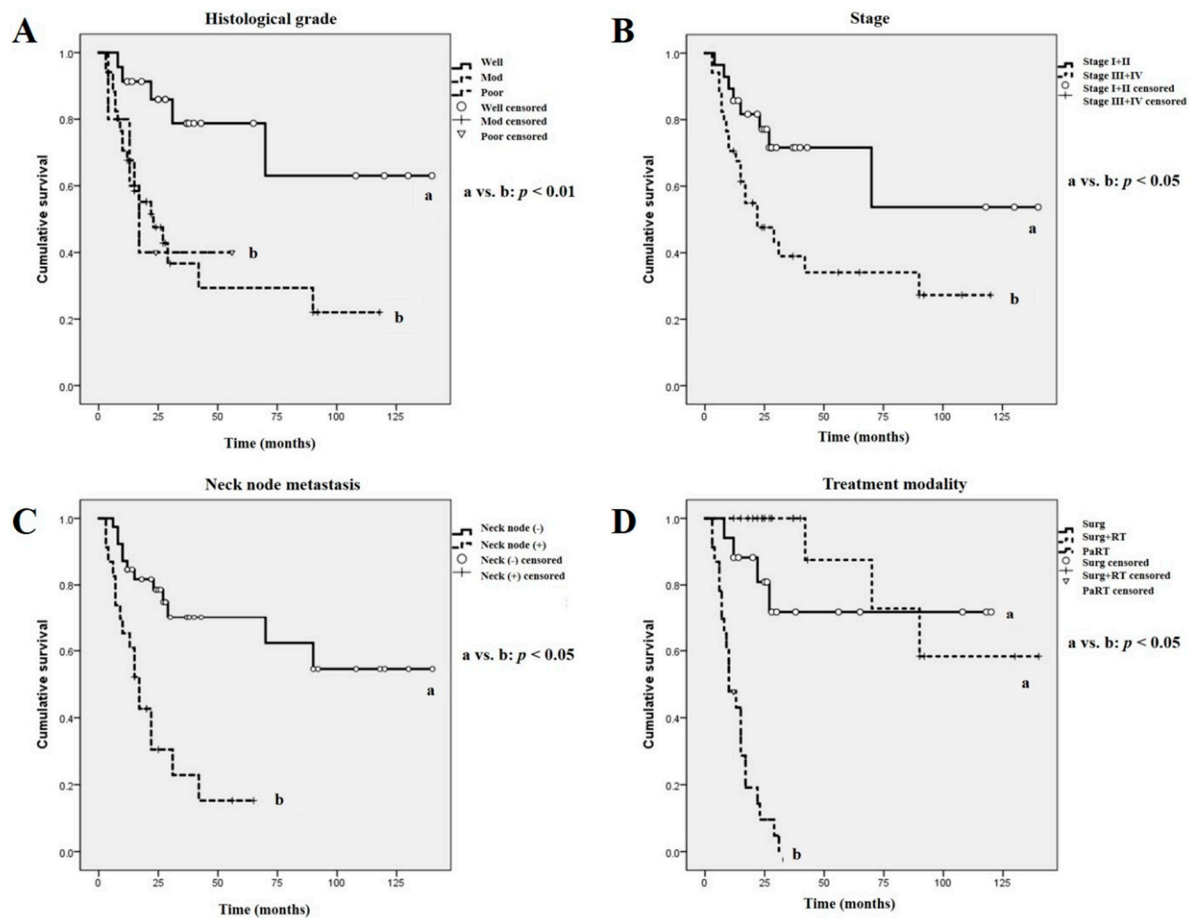 A
Histological grade
Well
Mod
Poor
Well censored
Mod censored
Poor censored
a vs. b: p < 0.01
Cumulative survival
1.0
0.8
0.6
0.4
0.2
0.0
a
b
b
0 25 50 75 100 125
Time (months)
B
Stage
Stage I+II
Stage III+IV
Stage I+II censored
Stage III+IV censored
a vs. b: p < 0.05
Cumulative survival
1.0
0.8
0.6
0.4
0.2
0.0
a
b
0 25 50 75 100 125
Time (months)
C
Neck node metastasis
Neck node (-)
Neck node (+)
Neck (-) censored
Neck (+) censored
a vs. b: p < 0.05
Cumulative survival
1.0
0.8
0.6
0.4
0.2
0.0
a
b
0 25 50 75 100 125
Time (months)
D
Treatment modality
Surg
Surg+RT
PaRT
Surg censored
Surg+RT censored
PaRT censored
a vs. b: p < 0.05
Cumulative survival
1.0
0.8
0.6
0.4
0.2
0.0
a
a
b
0 25 50 75 100 125
Time (months)